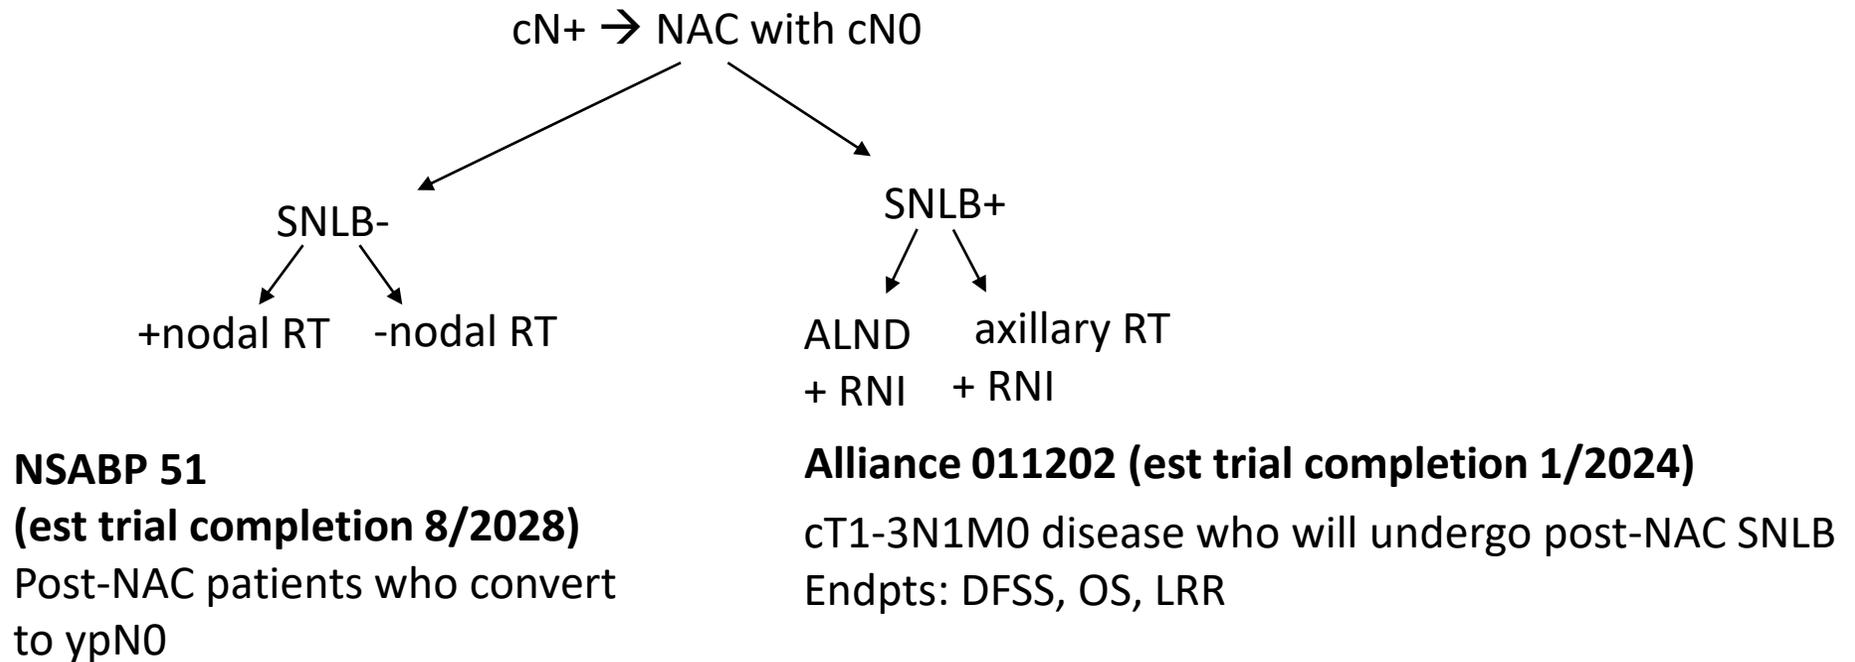 cN+ → NAC with cN0
SNLB-
SNLB+
+nodal RT
-nodal RT
ALND
+ RNI
axillary RT
+ RNI
NSABP 51
(est trial completion 8/2028)
Post-NAC patients who convert
to ypN0
Alliance 011202 (est trial completion 1/2024)
cT1-3N1M0 disease who will undergo post-NAC SNLB
Endpts: DFSS, OS, LRR